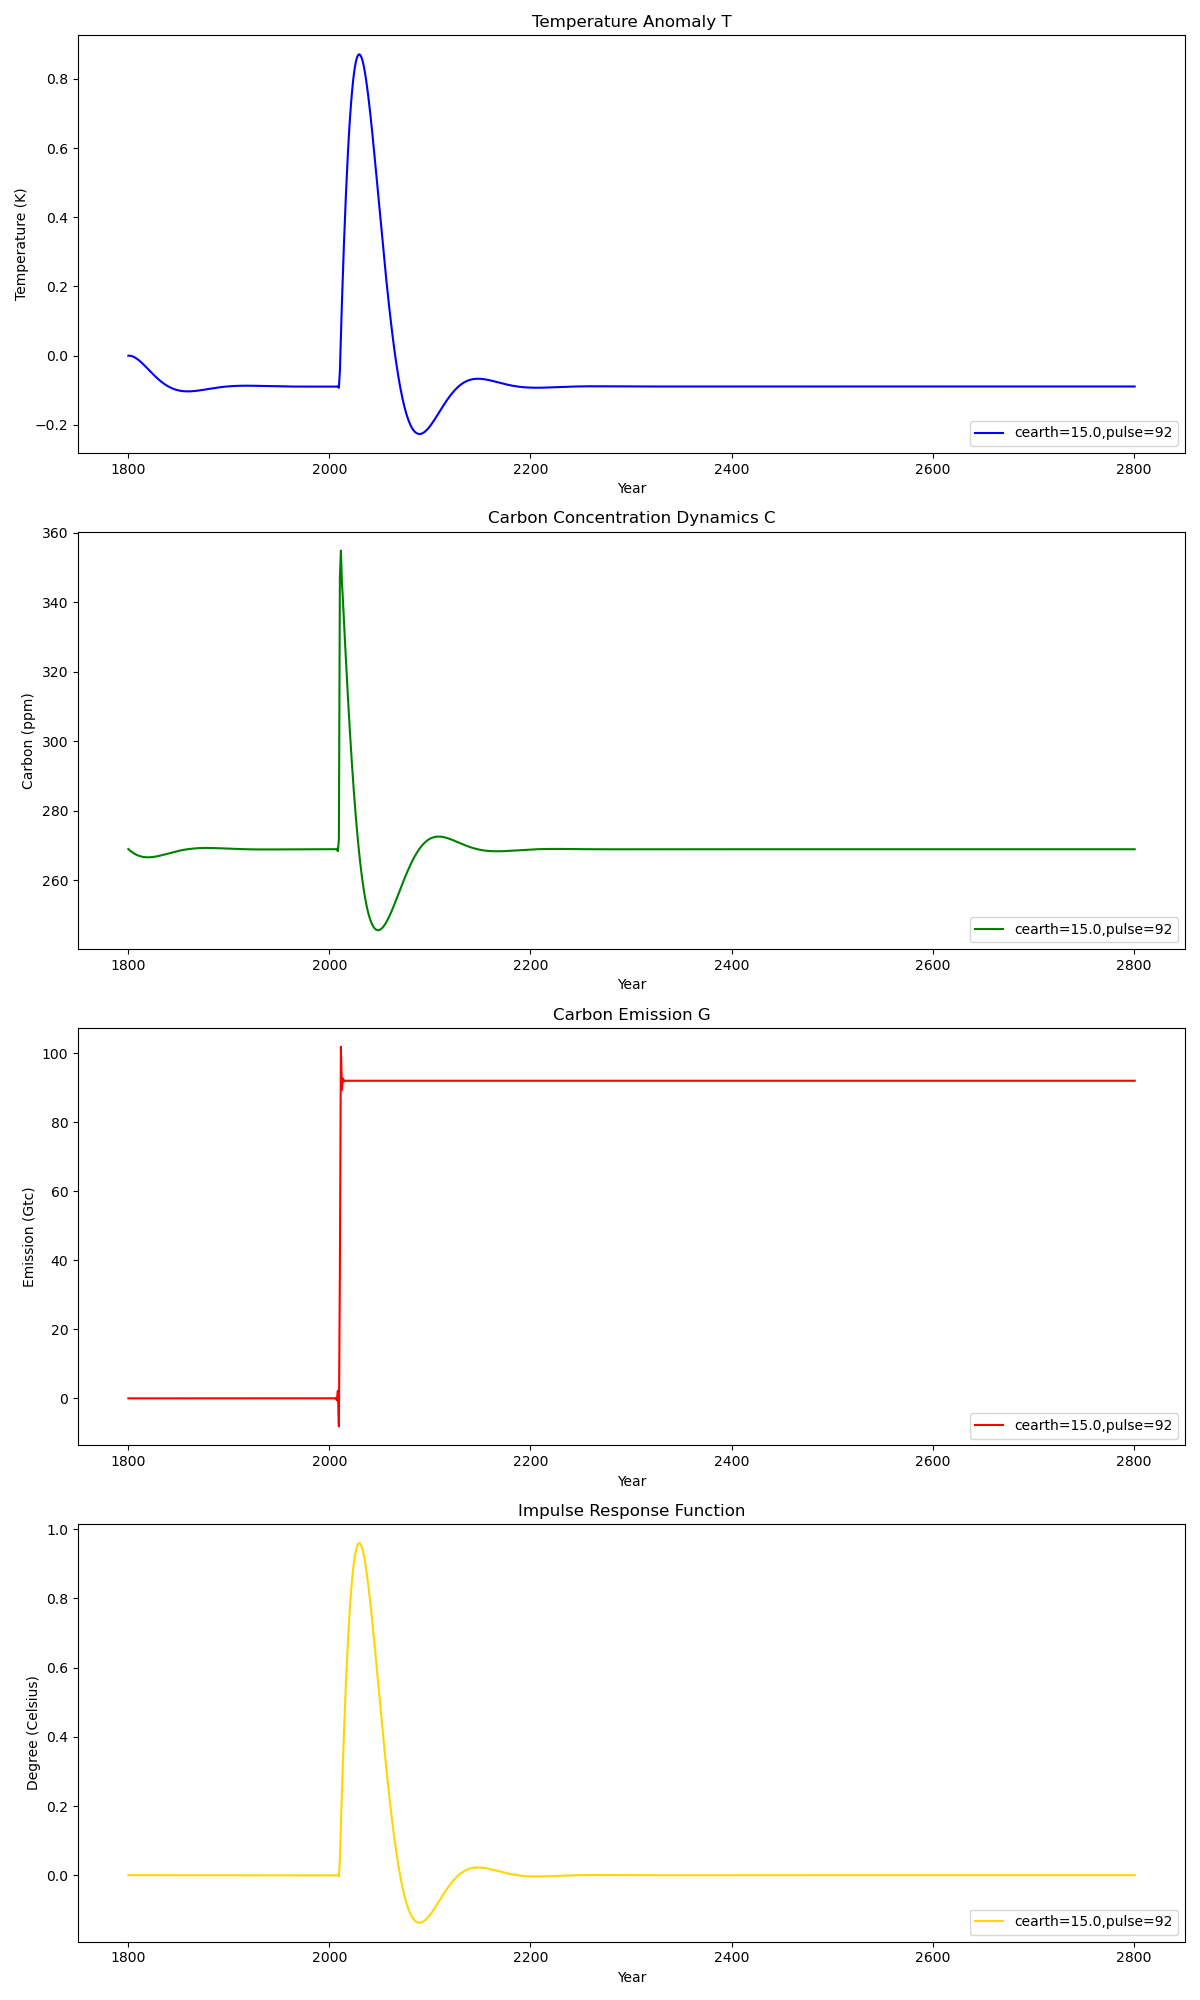 Temperature Anomaly T
Temperature (K)
0.8
0.6
0.4
0.2
0.0
−0.2
cearth=15.0,pulse=92
1800 2000 2200 2400 2600 2800
Year
Carbon Concentration Dynamics C
Carbon (ppm)
360
340
320
300
280
260
cearth=15.0,pulse=92
1800 2000 2200 2400 2600 2800
Year
Carbon Emission G
Emission (Gtc)
100
80
60
40
20
0
cearth=15.0,pulse=92
1800 2000 2200 2400 2600 2800
Year
Impulse Response Function
Degree (Celsius)
1.0
0.8
0.6
0.4
0.2
0.0
cearth=15.0,pulse=92
1800 2000 2200 2400 2600 2800
Year